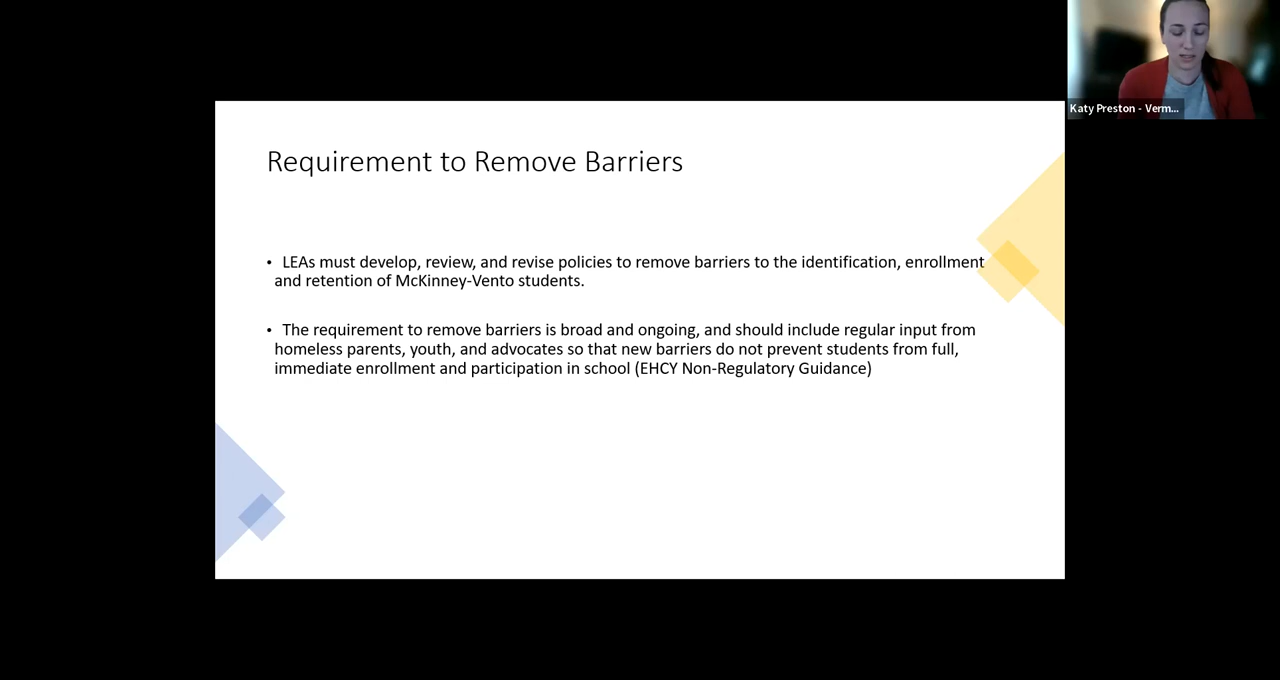 Katy Preston - Verm...
Requirement to Remove Barriers
• LEAs must develop, review, and revise policies to remove barriers to the identification, enrollment
and retention of McKinney-Vento students.
• The requirement to remove barriers is broad and ongoing, and should include regular input from
homeless parents, youth, and advocates so that new barriers do not prevent students from full,
immediate enrollment and participation in school (EHCY Non-Regulatory Guidance)